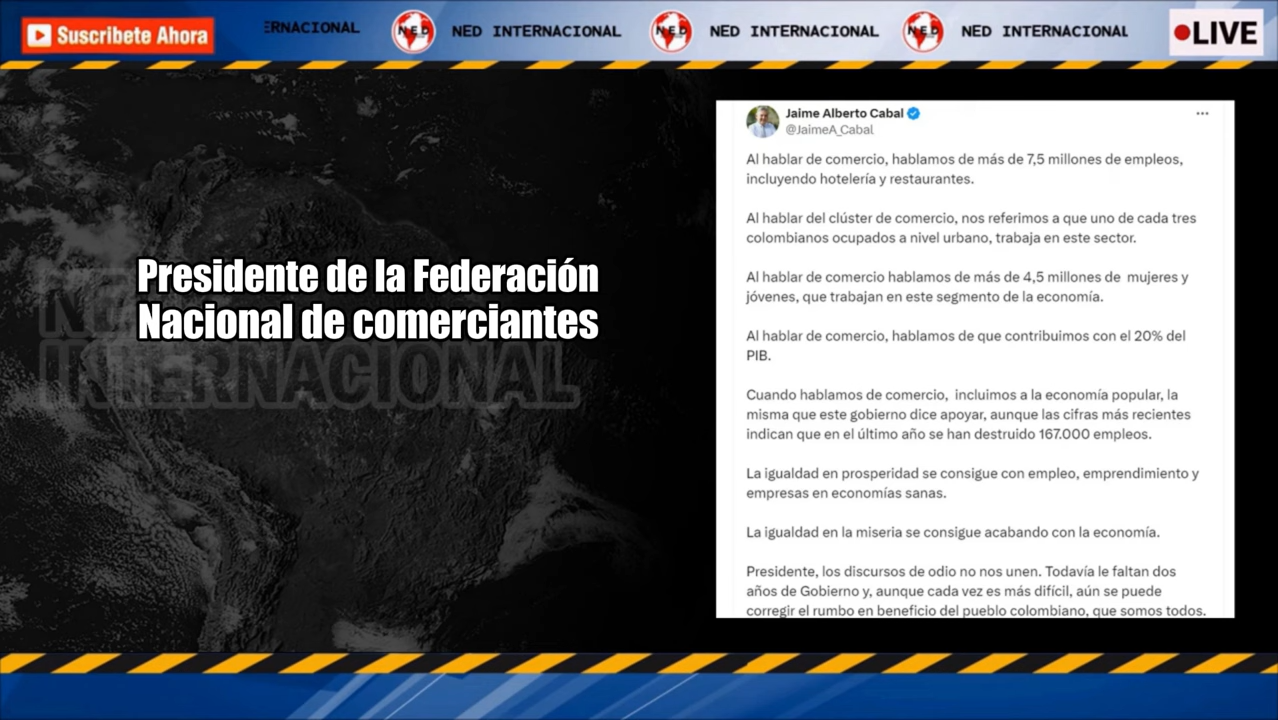 Suscribete Ahora
ERNACIONAL
NED
NED INTERNACIONAL
NED
NED INTERNACIONAL
NED
NED INTERNACIONAL
LIVE
Presidente de la Federación
Nacional de comerciantes
NED
INTERNACIONAL
Jaime Alberto Cabal
@JaimeA_Cabal
Al hablar de comercio, hablamos de más de 7,5 millones de empleos,
incluyendo hotelería y restaurantes.
Al hablar del clúster de comercio, nos referimos a que uno de cada tres
colombianos ocupados a nivel urbano, trabaja en este sector.
Al hablar de comercio hablamos de más de 4,5 millones de mujeres y
jóvenes, que trabajan en este segmento de la economía.
Al hablar de comercio, hablamos de que contribuimos con el 20% del
PIB.
Cuando hablamos de comercio, incluimos a la economía popular, la
misma que este gobierno dice apoyar, aunque las cifras más recientes
indican que en el último año se han destruido 167.000 empleos.
La igualdad en prosperidad se consigue con empleo, emprendimiento y
empresas en economías sanas.
La igualdad en la miseria se consigue acabando con la economía.
Presidente, los discursos de odio no nos unen. Todavía le faltan dos
años de Gobierno y, aunque cada vez es más difícil, aún se puede
corregir el rumbo en beneficio del pueblo colombiano, que somos todos.